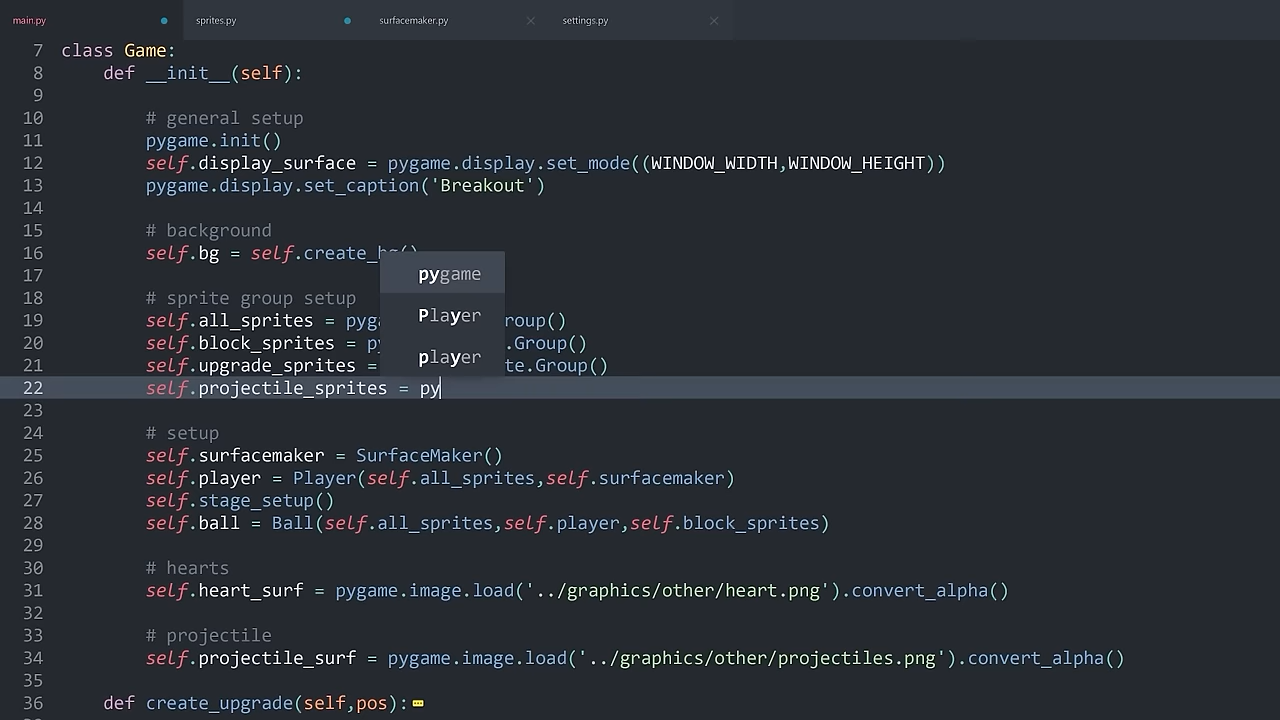 main.py sprites.py surfacemaker.py settings.py
7 class Game:
8 def __init__(self):
9
10 # general setup
11 pygame.init()
12 self.display_surface = pygame.display.set_mode((WINDOW_WIDTH,WINDOW_HEIGHT))
13 pygame.display.set_caption('Breakout')
14
15 # background
16 self.bg = self.create_bg()
17
pygame
Player
player
18 # sprite group setup
19 self.all_sprites = pyga roup()
20 self.block_sprites = py .Group()
21 self.upgrade_sprites = te.Group()
22 self.projectile_sprites = py
23
24 # setup
25 self.surfacemaker = SurfaceMaker()
26 self.player = Player(self.all_sprites,self.surfacemaker)
27 self.stage_setup()
28 self.ball = Ball(self.all_sprites,self.player,self.block_sprites)
29
30 # hearts
31 self.heart_surf = pygame.image.load('../graphics/other/heart.png').convert_alpha()
32
33 # projectile
34 self.projectile_surf = pygame.image.load('../graphics/other/projectiles.png').convert_alpha()
35
36 def create_upgrade(self,pos):